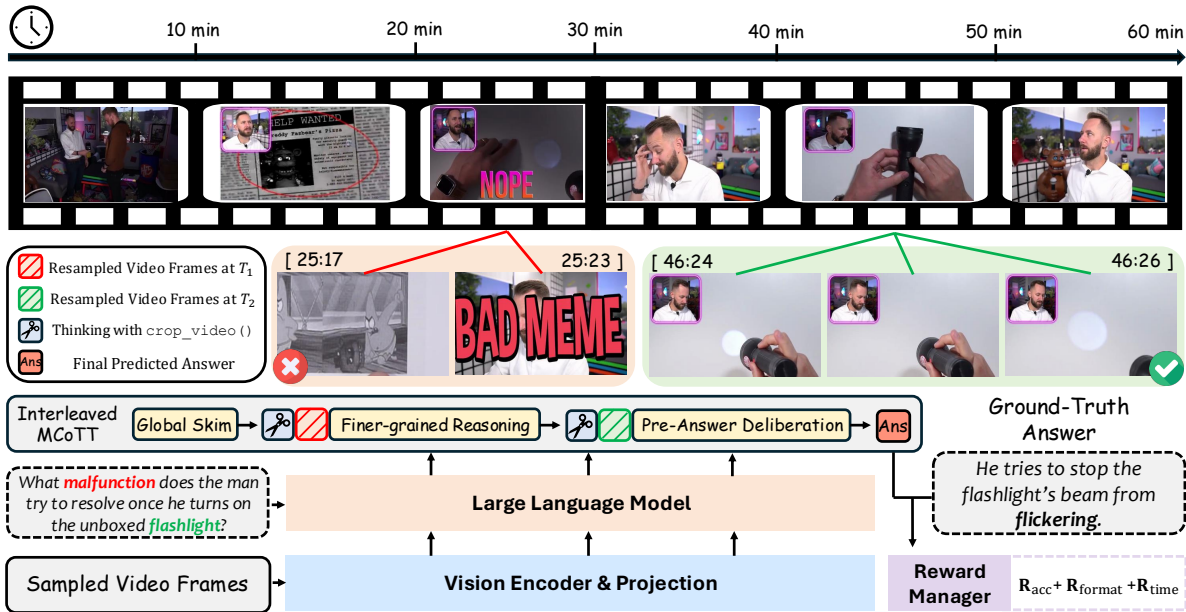 10 min
20 min
30 min
40 min
50 min
60 min
HELP WANTED
Freddy Fazbear's Pizza
NOPE
[ 25:17
25:23 ]
BAD MEME
[ 46:24
46:26 ]
Resampled Video Frames at T₁
Resampled Video Frames at T₂
Thinking with crop_video()
Ans
Final Predicted Answer
Interleaved
MCoTT
Global Skim
Finer-grained Reasoning
Pre-Answer Deliberation
Ans
Ground-Truth
Answer
What malfunction does the man
try to resolve once he turns on
the unboxed flashlight?
Large Language Model
He tries to stop the
flashlight's beam from
flickering.
Sampled Video Frames
Vision Encoder & Projection
Reward
Manager
R_acc + R_format + R_time